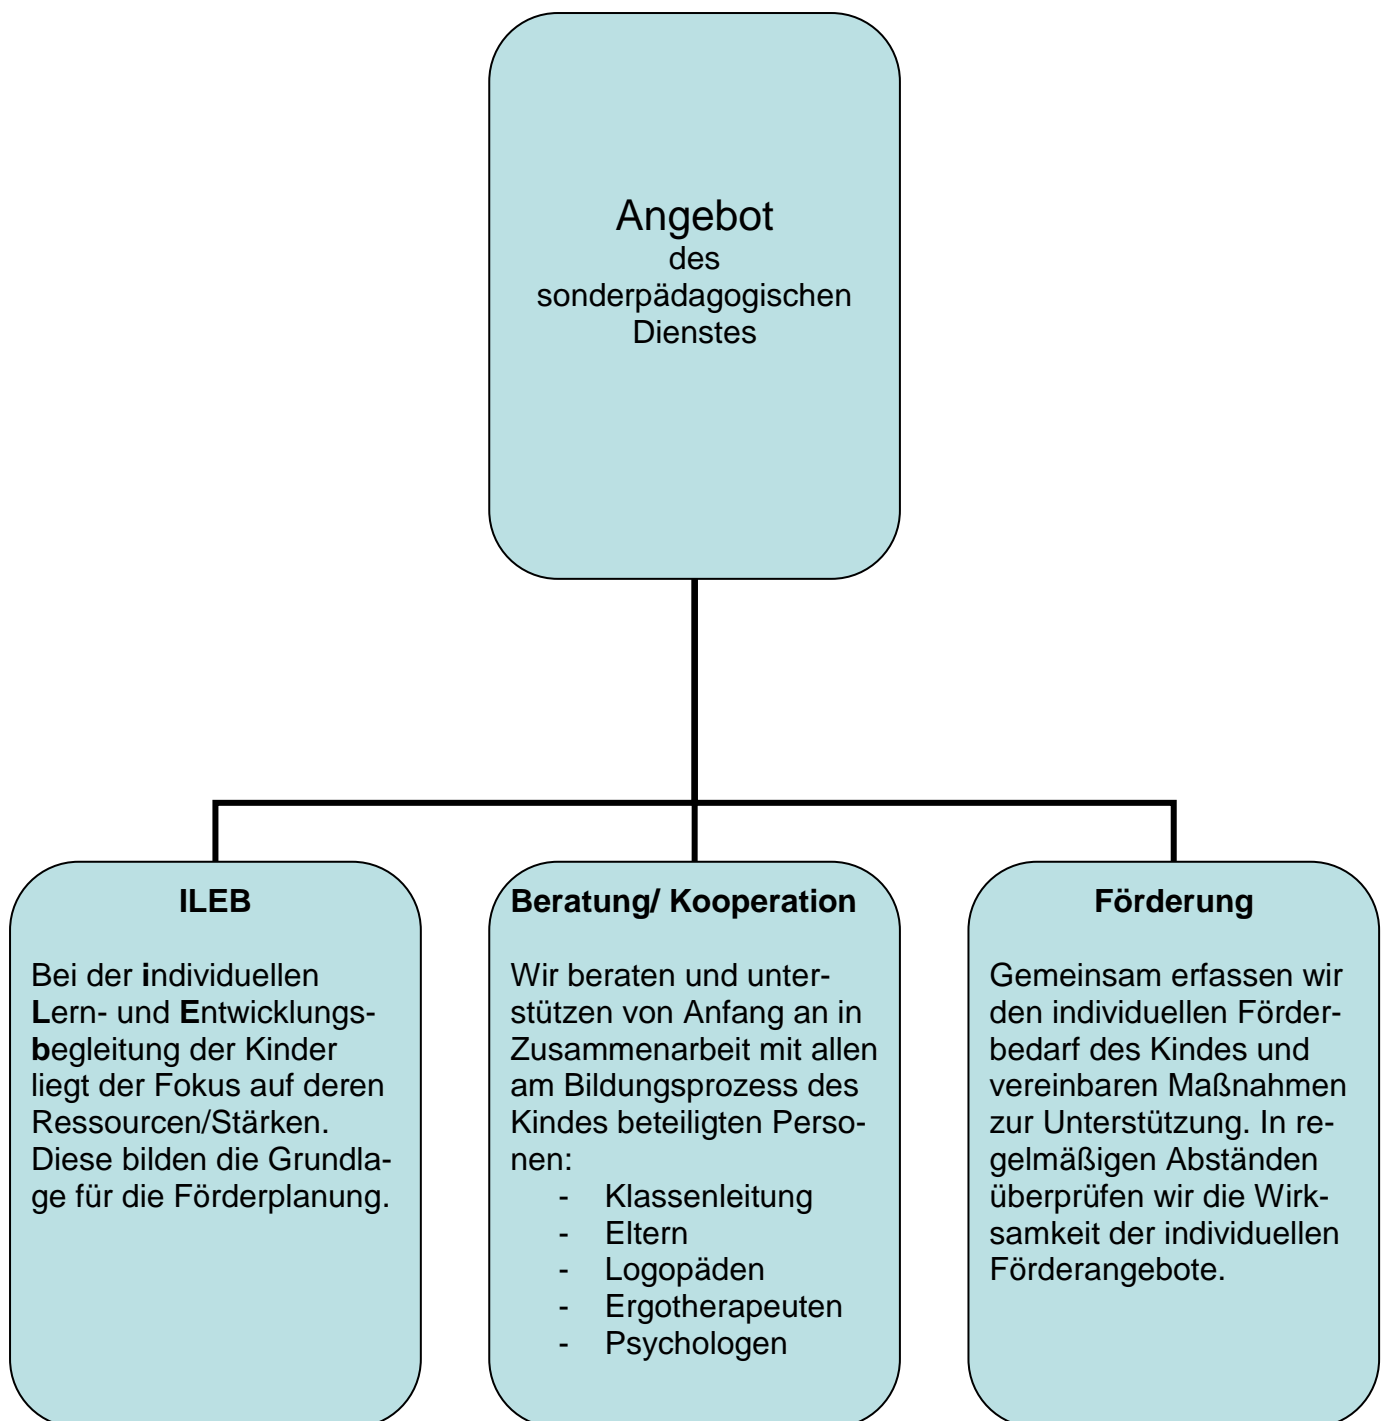 Angebot
des
sonderpädagogischen
Dienstes
ILEB
Bei der individuellen
Lern- und Entwicklungs-
begleitung der Kinder
liegt der Fokus auf deren
Ressourcen/Stärken.
Diese bilden die Grundla-
ge für die Förderplanung.
Beratung/ Kooperation
Wir beraten und unter-
stützen von Anfang an in
Zusammenarbeit mit allen
am Bildungsprozess des
Kindes beteiligten Perso-
nen:
- Klassenleitung
- Eltern
- Logopäden
- Ergotherapeuten
- Psychologen
Förderung
Gemeinsam erfassen wir
den individuellen Förder-
bedarf des Kindes und
vereinbaren Maßnahmen
zur Unterstützung. In re-
gelmäßigen Abständen
überprüfen wir die Wirk-
samkeit der individuellen
Förderangebote.